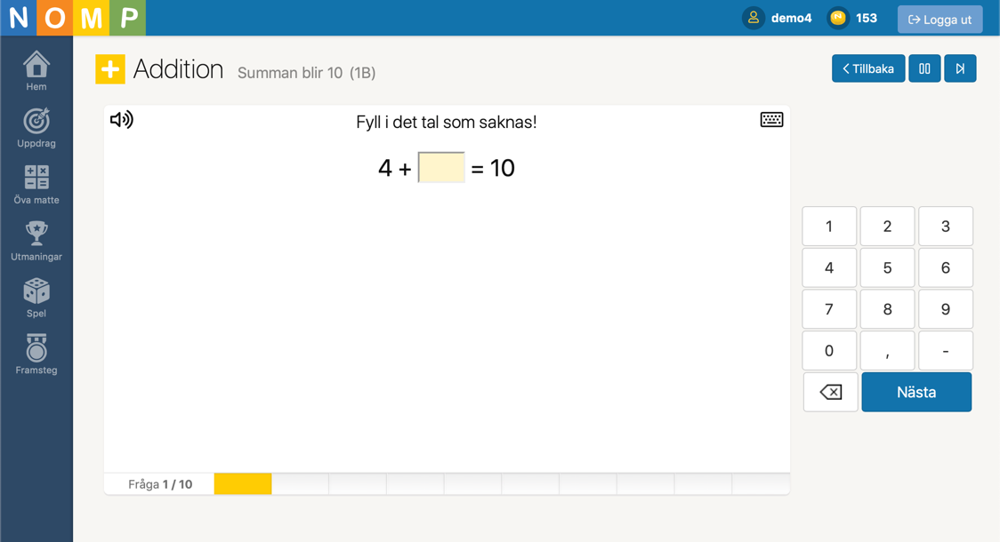 NOMP
demo4
153
Logga ut
Hem
Uppdrag
Öva matte
Utmaningar
Spel
Framsteg
Addition Summan blir 10 (1B)
Tillbaka
Fyll i det tal som saknas!
4 + = 10
1 2 3
4 5 6
7 8 9
0 , -
Nästa
Fråga 1 / 10